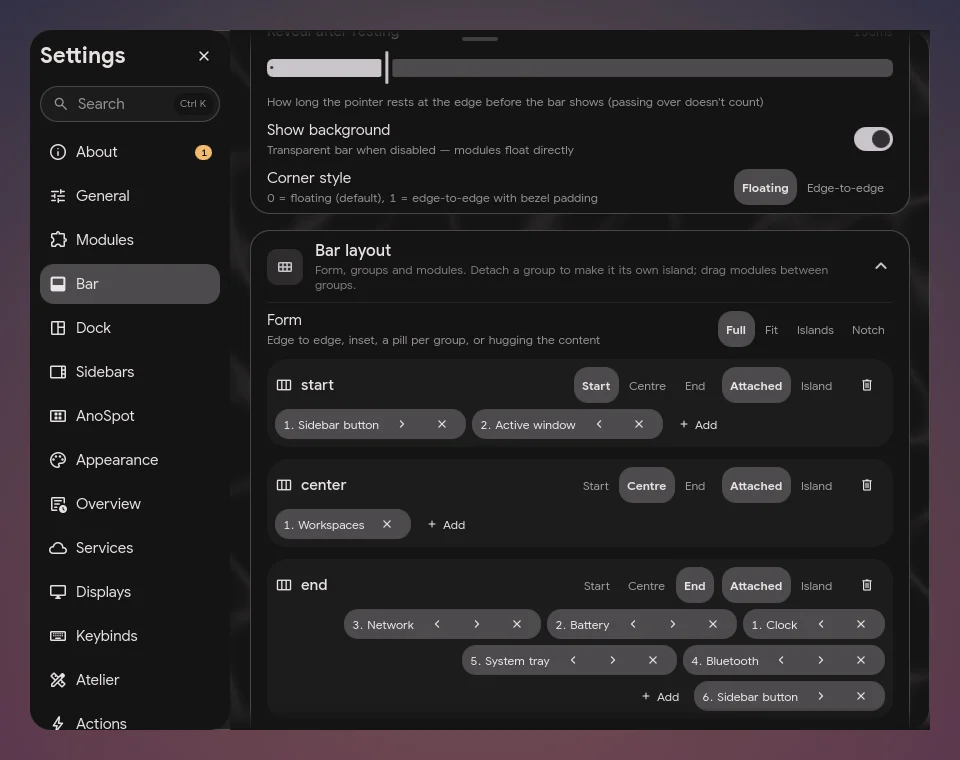 Settings
Search
Ctrl K
About
1
General
Modules
Bar
Dock
Sidebars
AnoSpot
Appearance
Overview
Services
Displays
Keybinds
Atelier
Actions
Reveal after resting
How long the pointer rests at the edge before the bar shows (passing over doesn't count)
Show background
Transparent bar when disabled — modules float directly
Corner style
0 = floating (default), 1 = edge-to-edge with bezel padding
Floating Edge-to-edge
Bar layout
Form, groups and modules. Detach a group to make it its own island; drag modules between
groups.
Form
Edge to edge, inset, a pill per group, or hugging the content
Full Fit Islands Notch
start
Start Centre End Attached Island
1. Sidebar button
2. Active window
+ Add
center
Start Centre End Attached Island
1. Workspaces
+ Add
end
Start Centre End Attached Island
3. Network
2. Battery
1. Clock
5. System tray
4. Bluetooth
+ Add
6. Sidebar button